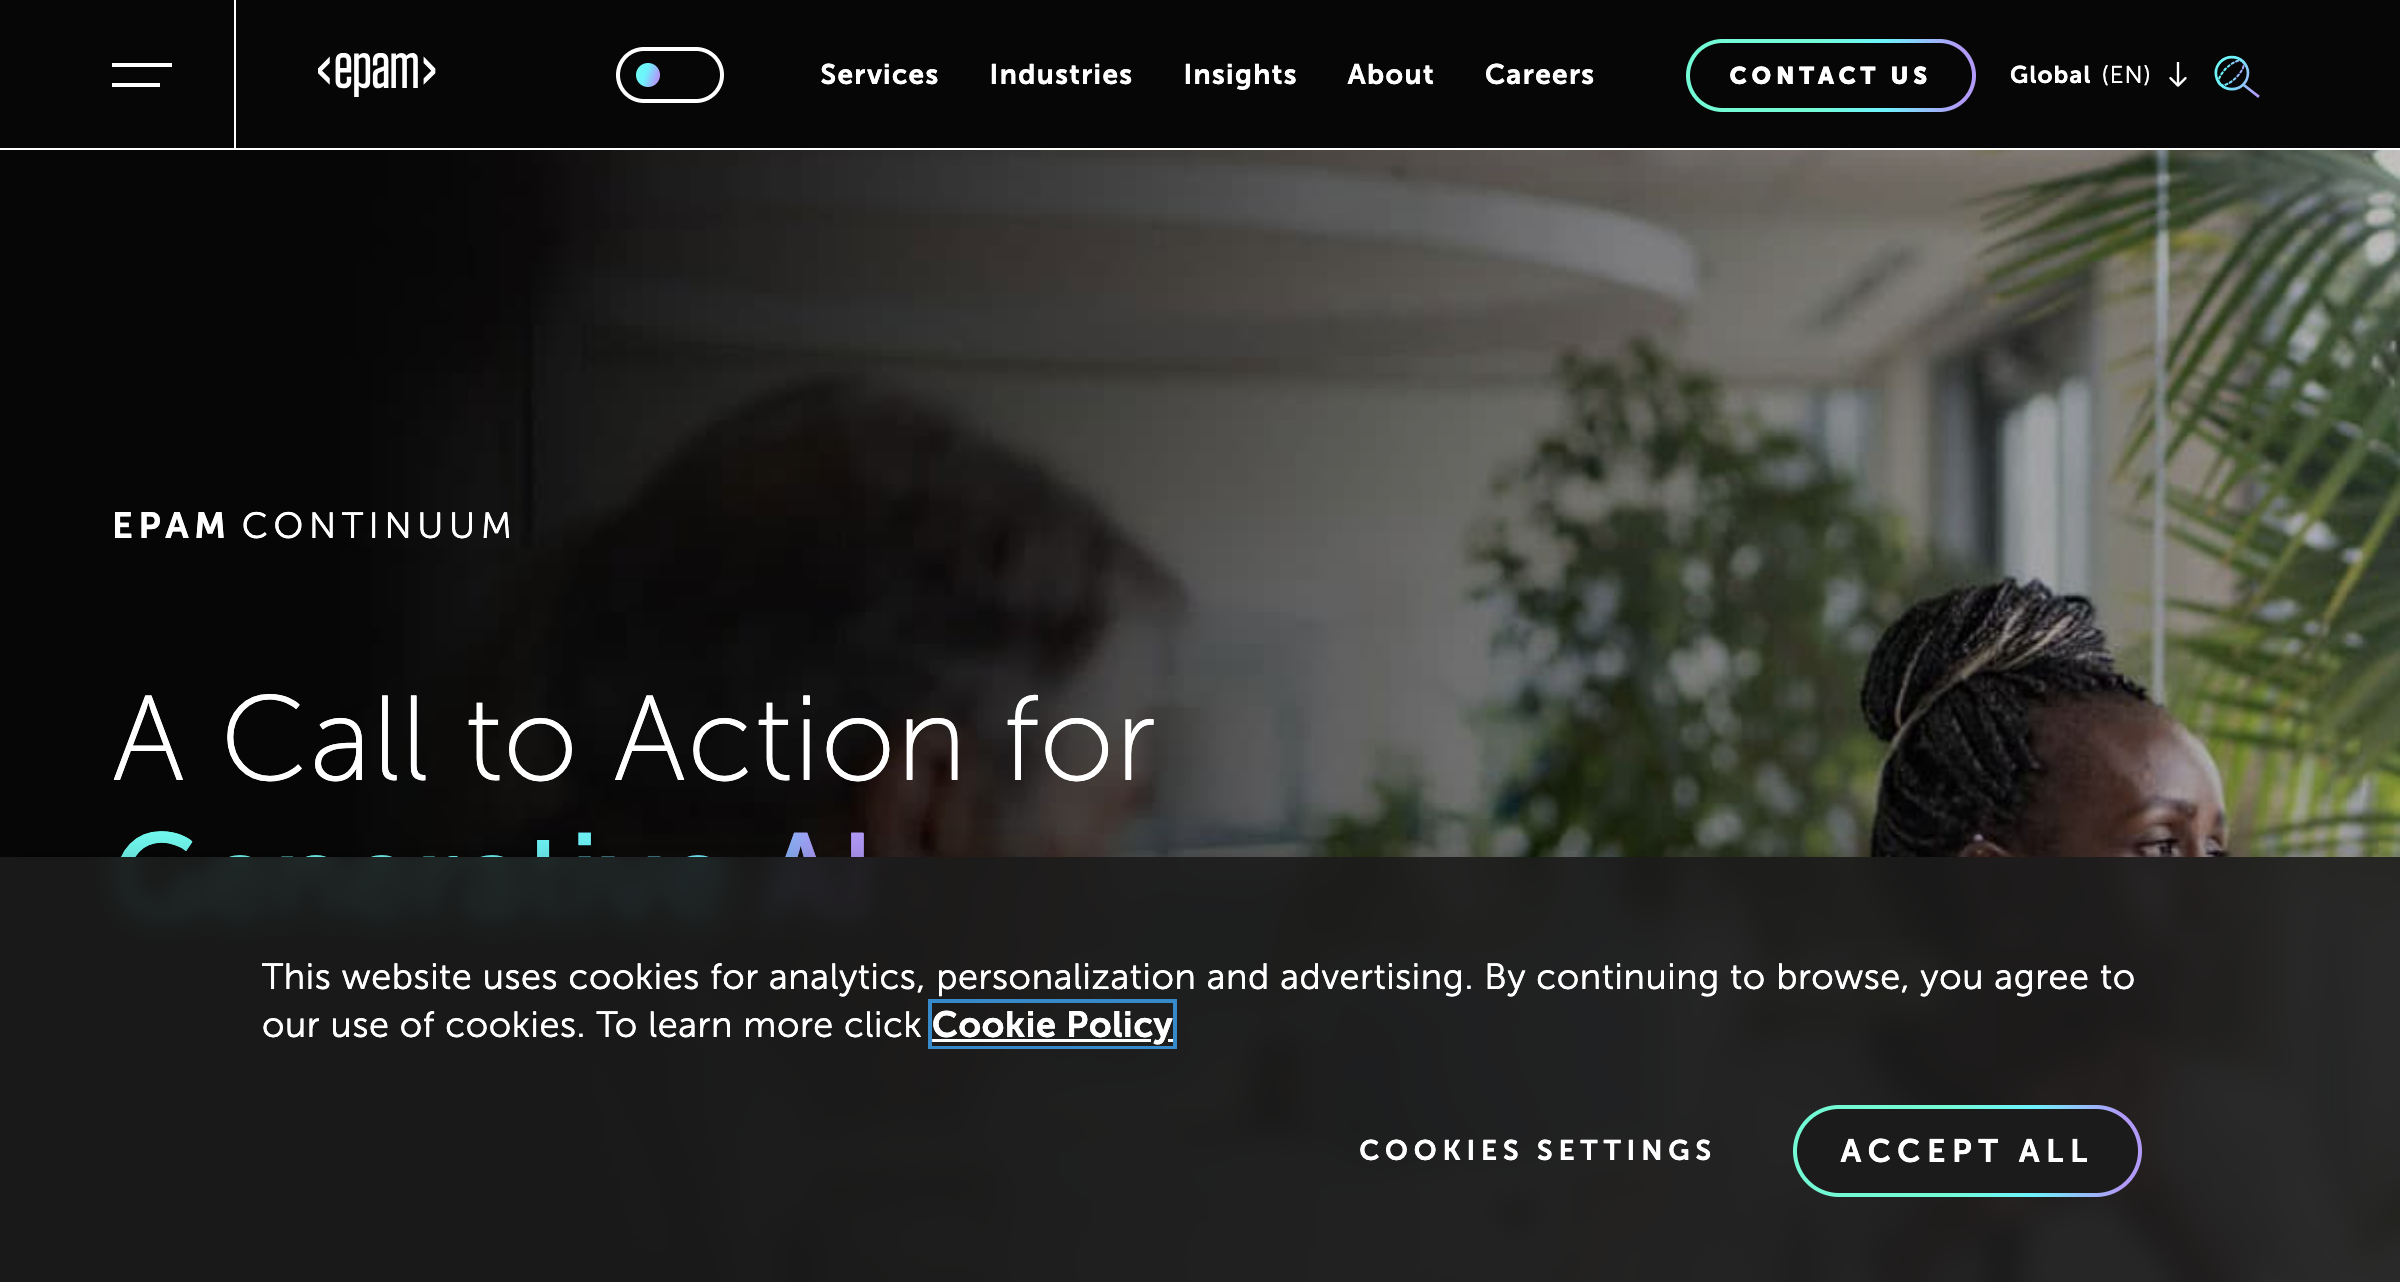 <epam>
Services
Industries
Insights
About
Careers
CONTACT US
Global (EN)
EPAM CONTINUUM
A Call to Action for
Generative AI
This website uses cookies for analytics, personalization and advertising. By continuing to browse, you agree to
our use of cookies. To learn more click Cookie Policy
COOKIES SETTINGS
ACCEPT ALL